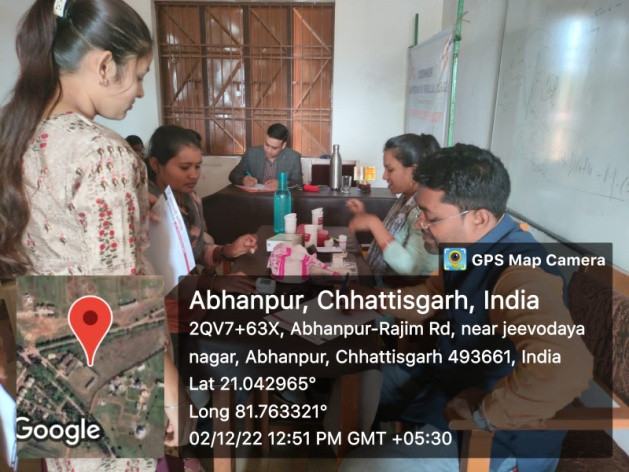 GPS Map Camera
Abhanpur, Chhattisgarh, India
2QV7+63X, Abhanpur-Rajim Rd, near jeevodaya
nagar, Abhanpur, Chhattisgarh 493661, India
Lat 21.042965°
Long 81.763321°
02/12/22 12:51 PM GMT +05:30
Google